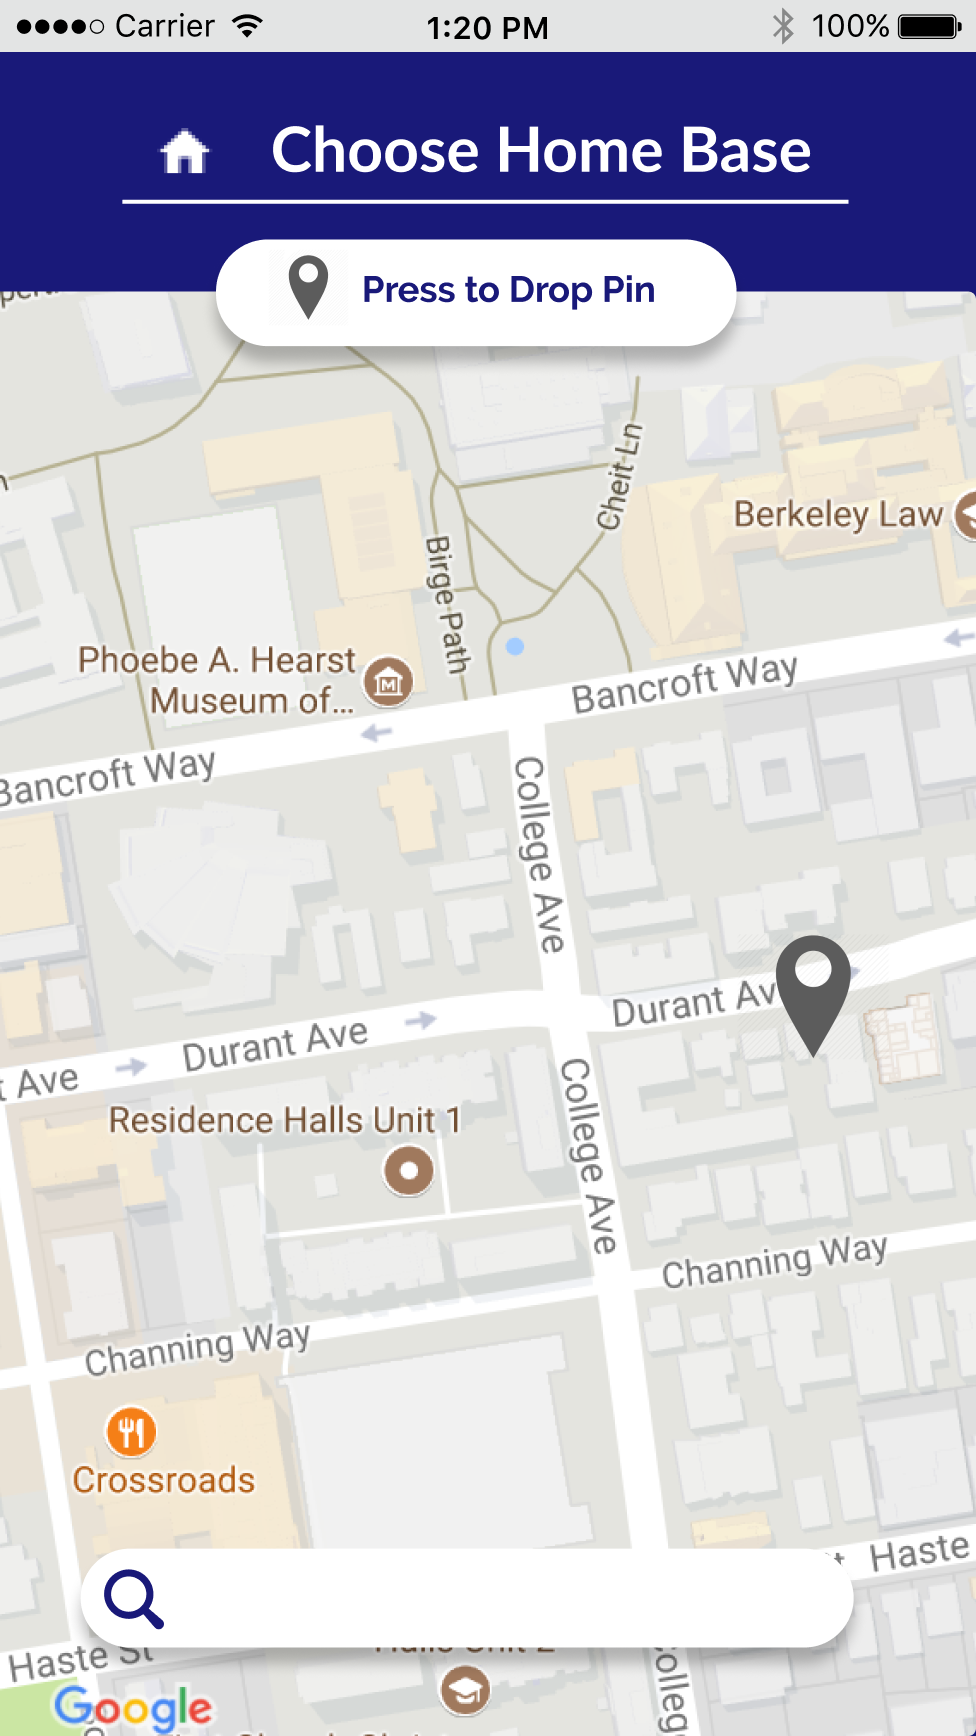 Carrier
1:20 PM
100%
Choose Home Base
Press to Drop Pin
Cheit Ln
Berkeley Law
Birge Path
Phoebe A. Hearst
Museum of...
Bancroft Way
Bancroft Way
College Ave
Durant Av
Durant Ave
Ave
College Ave
Residence Halls Unit 1
Channing Way
Channing Way
Crossroads
Haste
Haste St
Google